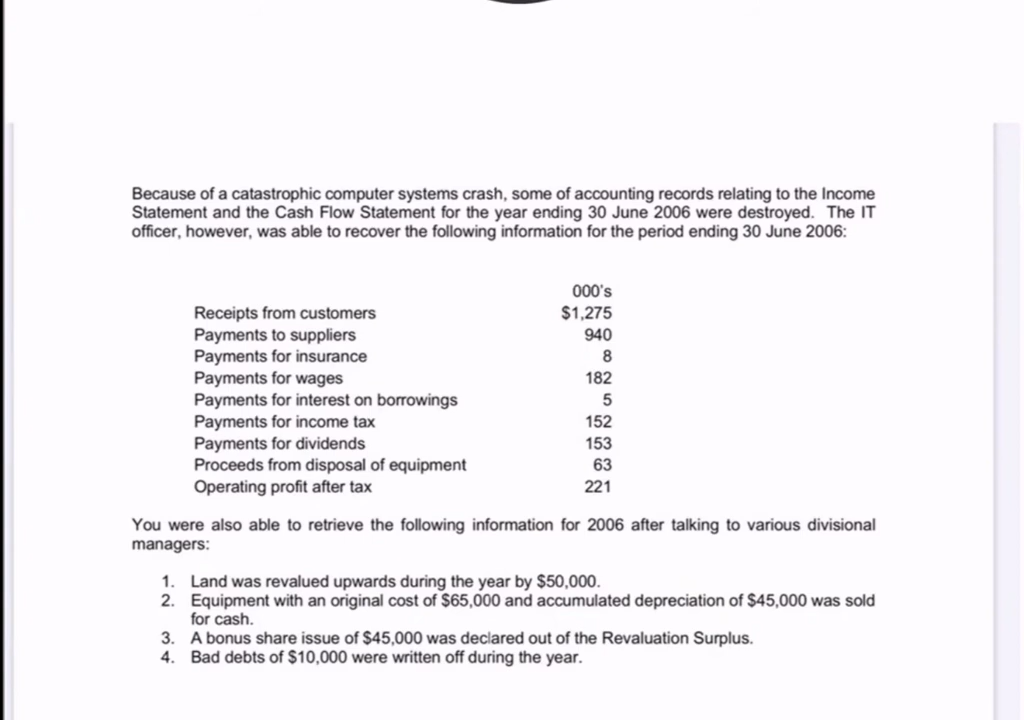 Because of a catastrophic computer systems crash, some of accounting records relating to the Income
Statement and the Cash Flow Statement for the year ending 30 June 2006 were destroyed. The IT
officer, however, was able to recover the following information for the period ending 30 June 2006:
000's
Receipts from customers $1,275
Payments to suppliers 940
Payments for insurance 8
Payments for wages 182
Payments for interest on borrowings 5
Payments for income tax 152
Payments for dividends 153
Proceeds from disposal of equipment 63
Operating profit after tax 221
You were also able to retrieve the following information for 2006 after talking to various divisional
managers:
1. Land was revalued upwards during the year by $50,000.
2. Equipment with an original cost of $65,000 and accumulated depreciation of $45,000 was sold
for cash.
3. A bonus share issue of $45,000 was declared out of the Revaluation Surplus.
4. Bad debts of $10,000 were written off during the year.